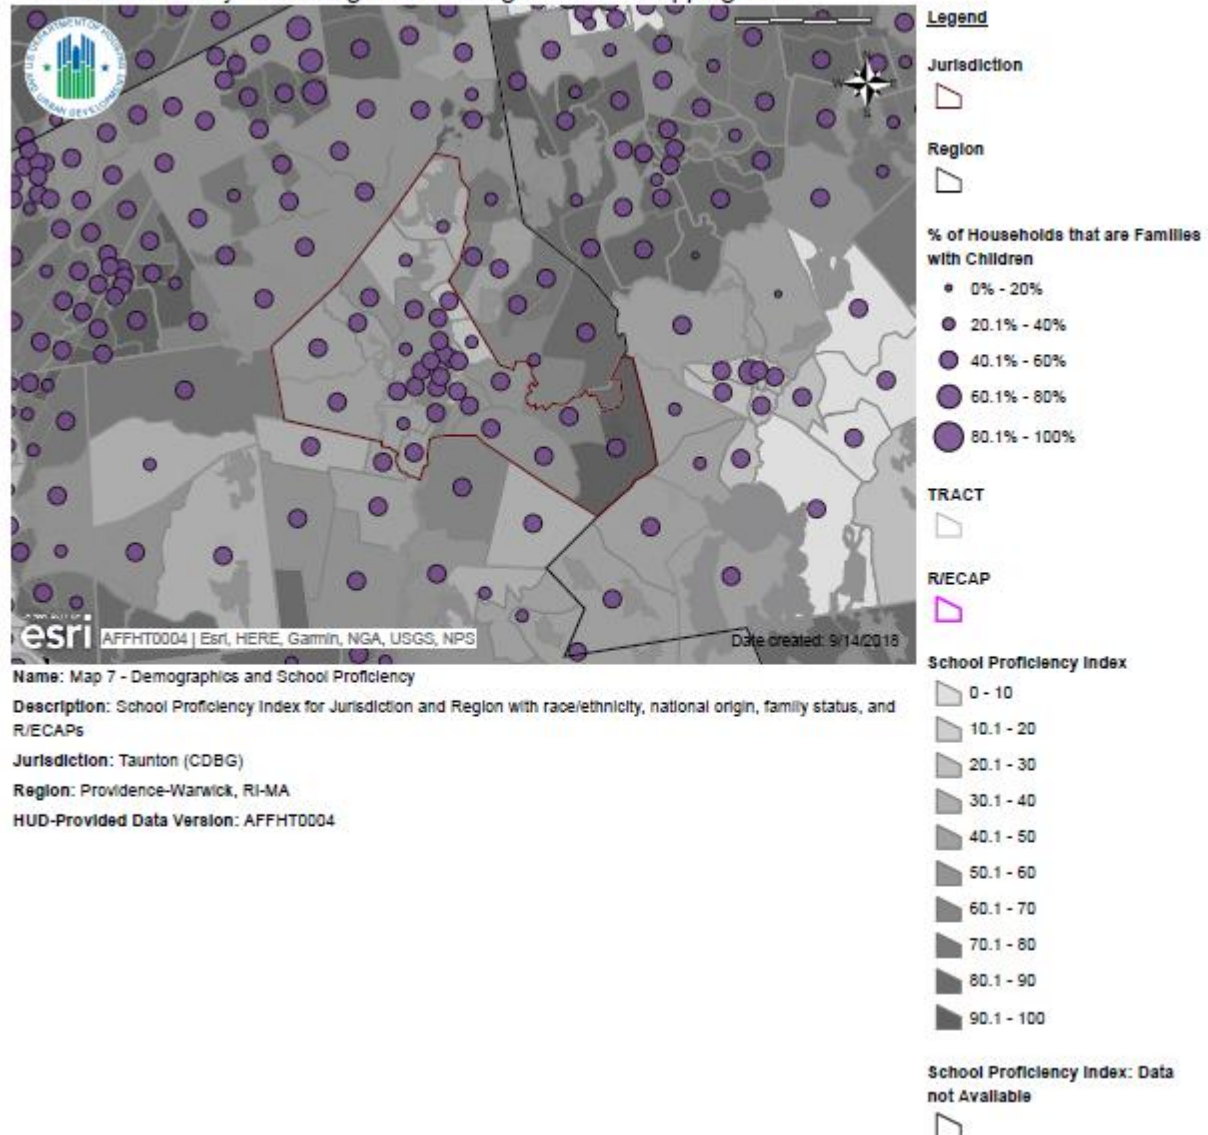 U.S. DEPARTMENT OF HOUSING AND URBAN DEVELOPMENT
N
W
S
esri
AFFHT0004 | Esri, HERE, Garmin, NGA, USGS, NPS
Date created: 9/14/2018
Name: Map 7 - Demographics and School Proficiency
Description: School Proficiency Index for Jurisdiction and Region with race/ethnicity, national origin, family status, and
R/ECAPs
Jurisdiction: Taunton (CDBG)
Region: Providence-Warwick, RI-MA
HUD-Provided Data Version: AFFHT0004
Legend
Jurisdiction
Region
% of Households that are Families
with Children
0% - 20%
20.1% - 40%
40.1% - 60%
60.1% - 80%
80.1% - 100%
TRACT
R/ECAP
School Proficiency Index
0 - 10
10.1 - 20
20.1 - 30
30.1 - 40
40.1 - 50
50.1 - 60
60.1 - 70
70.1 - 80
80.1 - 90
90.1 - 100
School Proficiency Index: Data
not Available